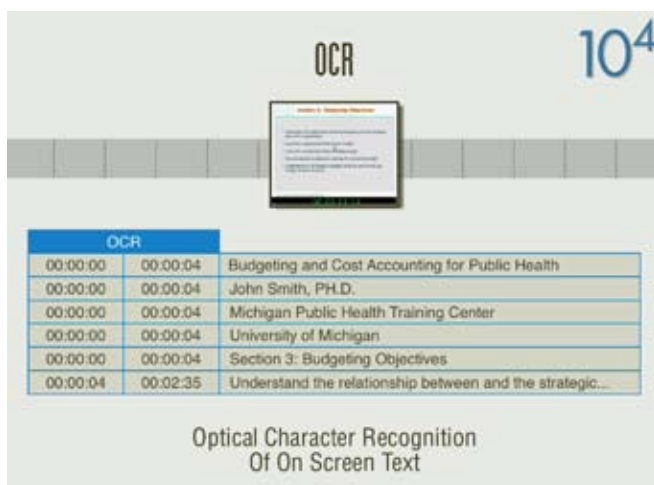 OCR
10⁴
OCR
00:00:00 00:00:04 Budgeting and Cost Accounting for Public Health
00:00:00 00:00:04 John Smith, PH.D.
00:00:00 00:00:04 Michigan Public Health Training Center
00:00:00 00:00:04 University of Michigan
00:00:00 00:00:04 Section 3: Budgeting Objectives
00:00:04 00:02:35 Understand the relationship between and the strategic...
Optical Character Recognition
Of On Screen Text